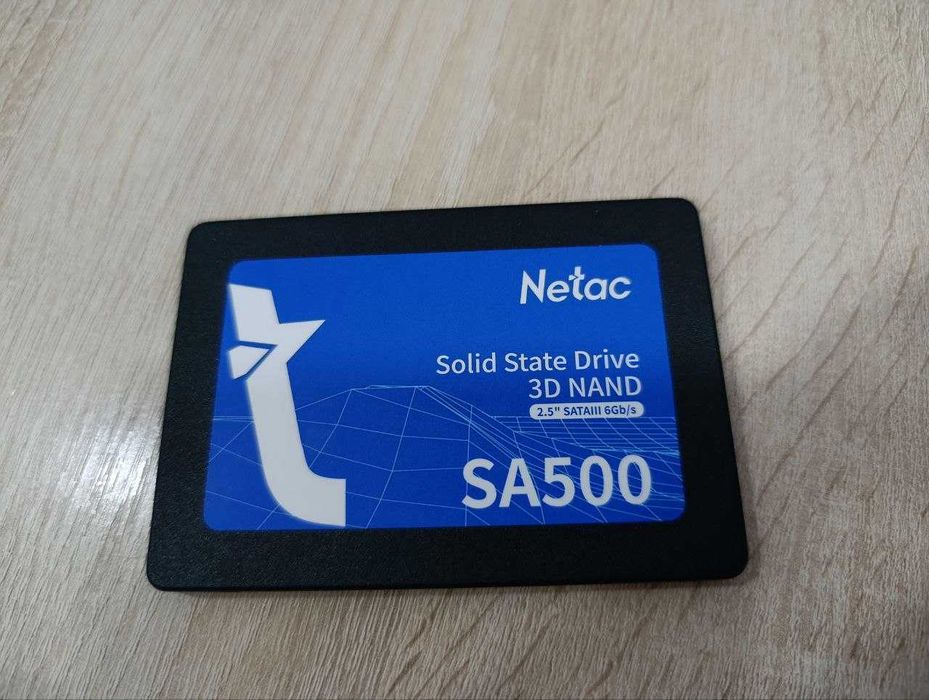 Netac
Solid State Drive
3D NAND
2.5" SATAIII 6Gb/s
SA500